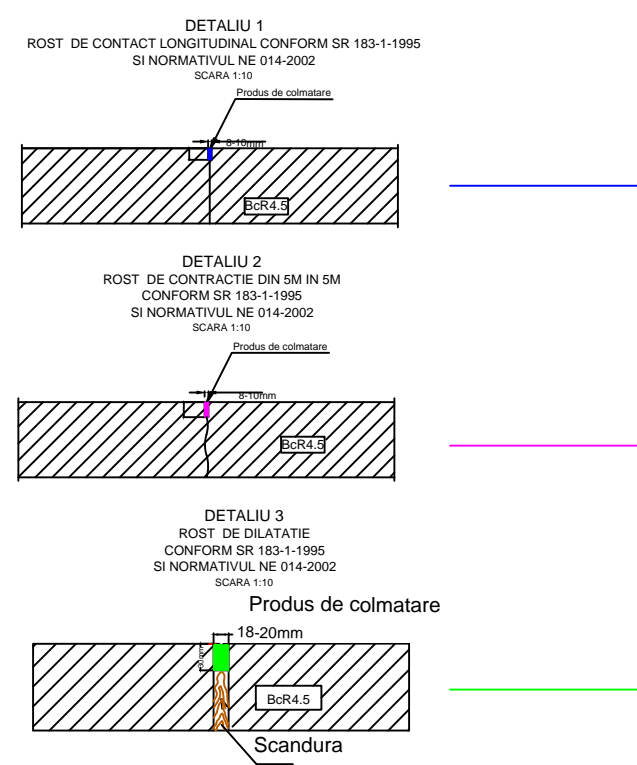 DETALIU 1
ROST DE CONTACT LONGITUDINAL CONFORM SR 183-1-1995
SI NORMATIVUL NE 014-2002
SCARA 1:10
Produs de colmatare
8-10mm
BcR4.5
DETALIU 2
ROST DE CONTRACTIE DIN 5M IN 5M
CONFORM SR 183-1-1995
SI NORMATIVUL NE 014-2002
SCARA 1:10
Produs de colmatare
8-10mm
BcR4.5
DETALIU 3
ROST DE DILATATIE
CONFORM SR 183-1-1995
SI NORMATIVUL NE 014-2002
SCARA 1:10
Produs de colmatare
18-20mm
BcR4.5
Scandura